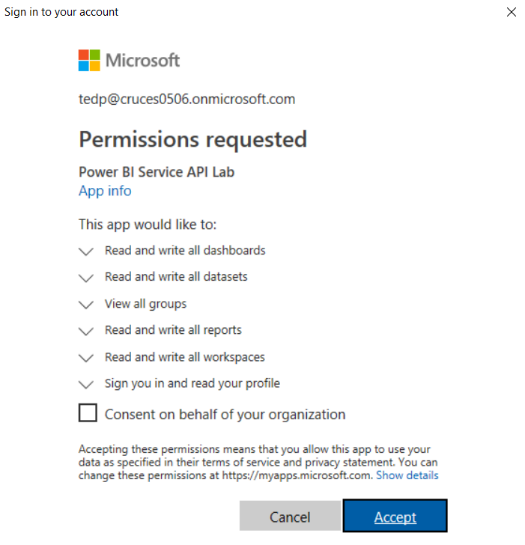 Sign in to your account
Microsoft
tedp@cruces0506.onmicrosoft.com
Permissions requested
Power BI Service API Lab
App info
This app would like to:
Read and write all dashboards
Read and write all datasets
View all groups
Read and write all reports
Read and write all workspaces
Sign you in and read your profile
Consent on behalf of your organization
Accepting these permissions means that you allow this app to use your
data as specified in their terms of service and privacy statement. You can
change these permissions at https://myapps.microsoft.com. Show details
Cancel
Accept